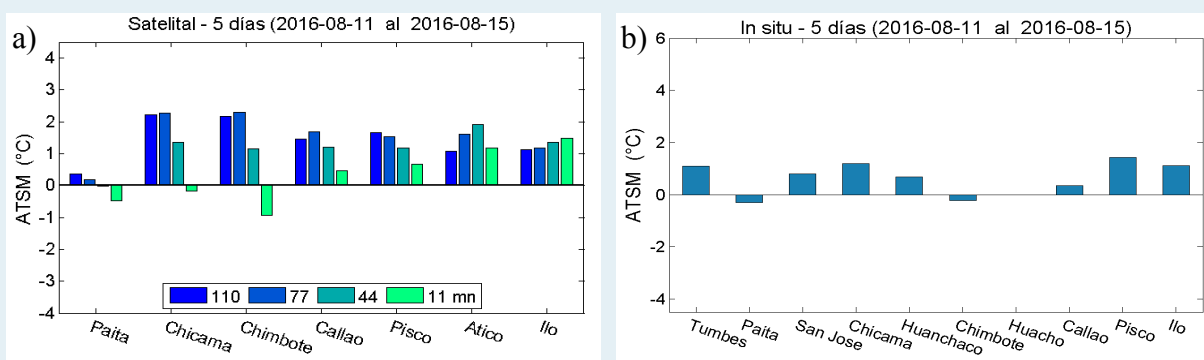 a)
Satelital - 5 días (2016-08-11 al 2016-08-15)
4
3
2
1
0
-1
-2
-3
-4
ATSM (°C)
110 77 44 11 mn
Paita Chicama Chimbote Callao Pisco Atico Ilo
b)
In situ - 5 días (2016-08-11 al 2016-08-15)
6
4
2
0
-2
-4
ATSM (°C)
Tumbes Paita San Jose Chicama Huanchaco Chimbote Huacho Callao Pisco Ilo